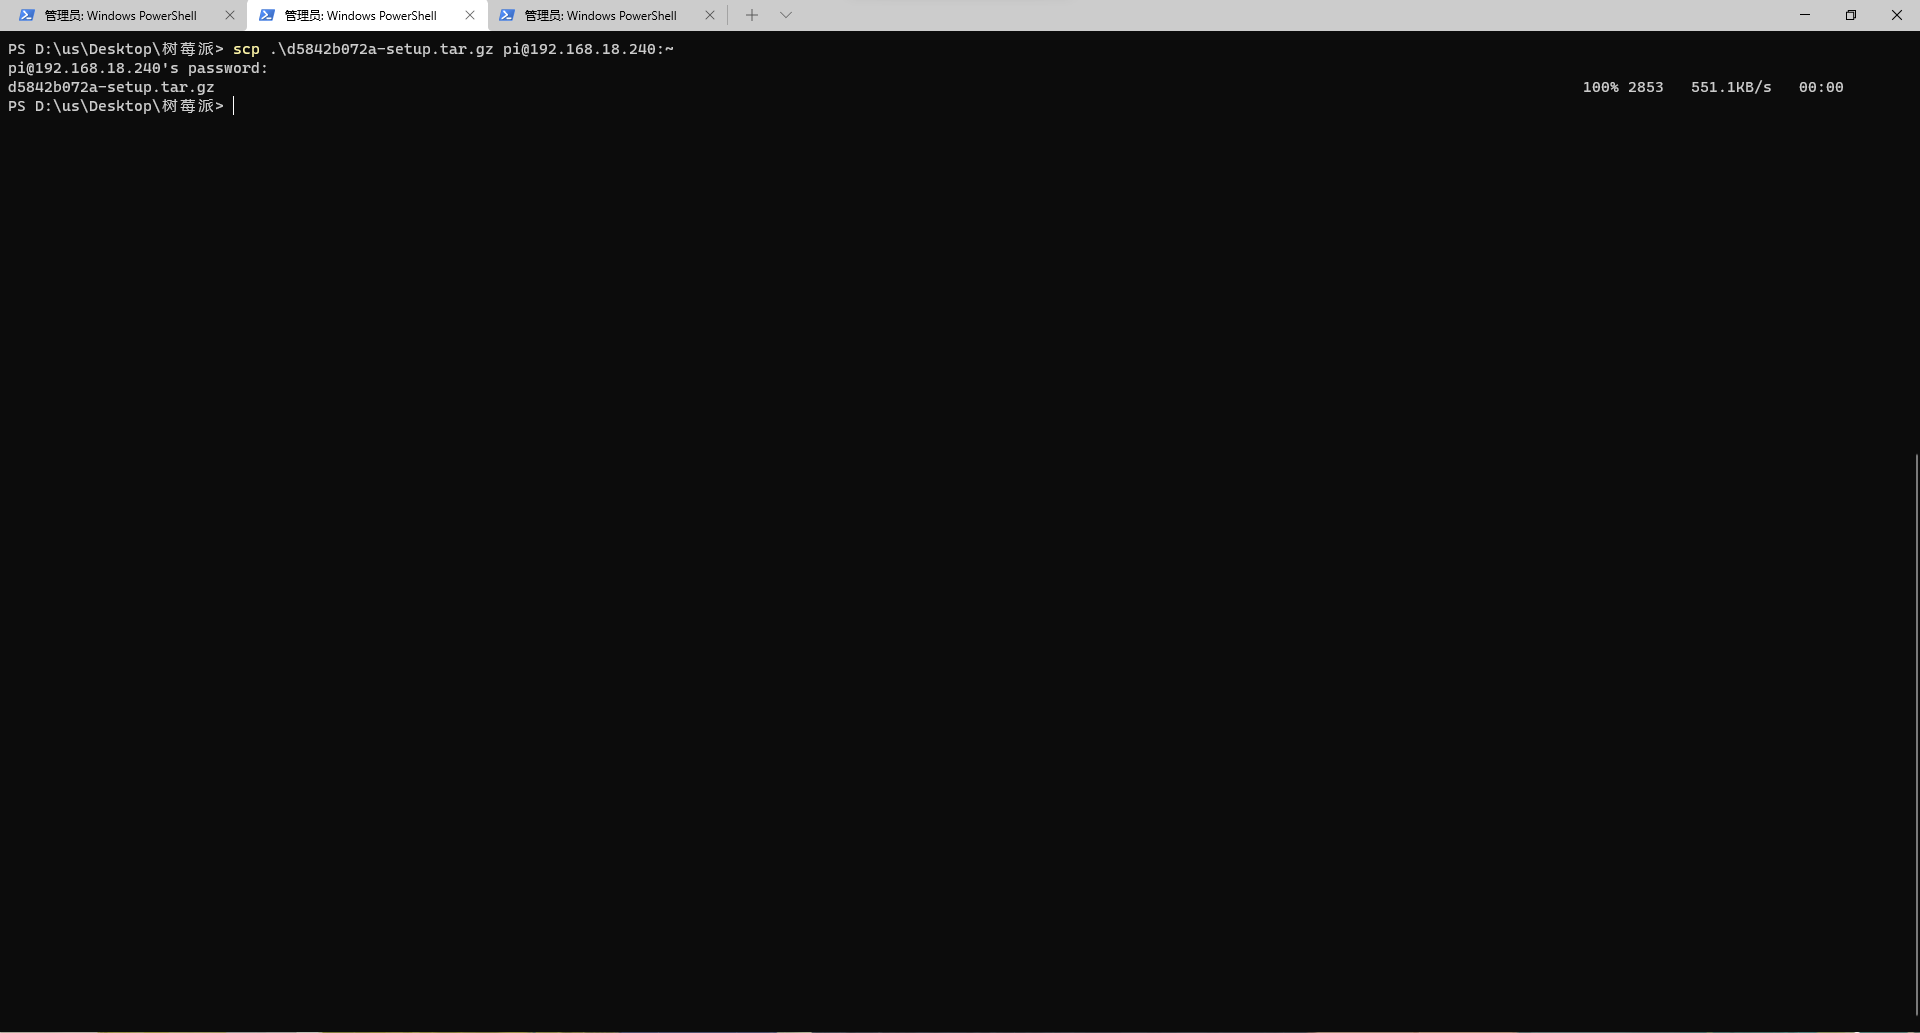 管理员: Windows PowerShell
管理员: Windows PowerShell
管理员: Windows PowerShell
PS D:\us\Desktop\树莓派> scp .\d5842b072a-setup.tar.gz pi@192.168.18.240:~
pi@192.168.18.240's password:
d5842b072a-setup.tar.gz 100% 2853 551.1KB/s 00:00
PS D:\us\Desktop\树莓派>